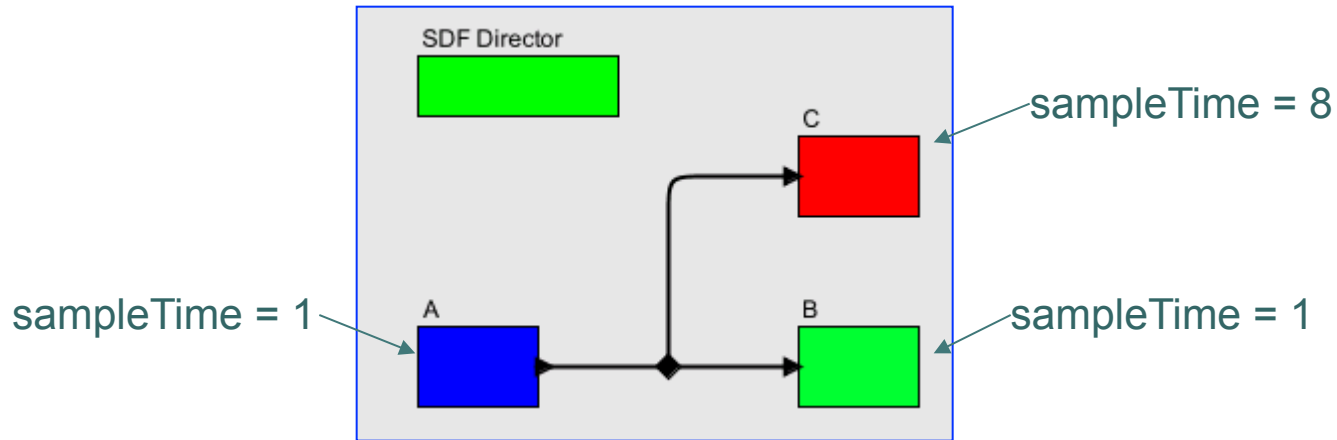 SDF Director
C
sampleTime = 8
A
sampleTime = 1
B
sampleTime = 1